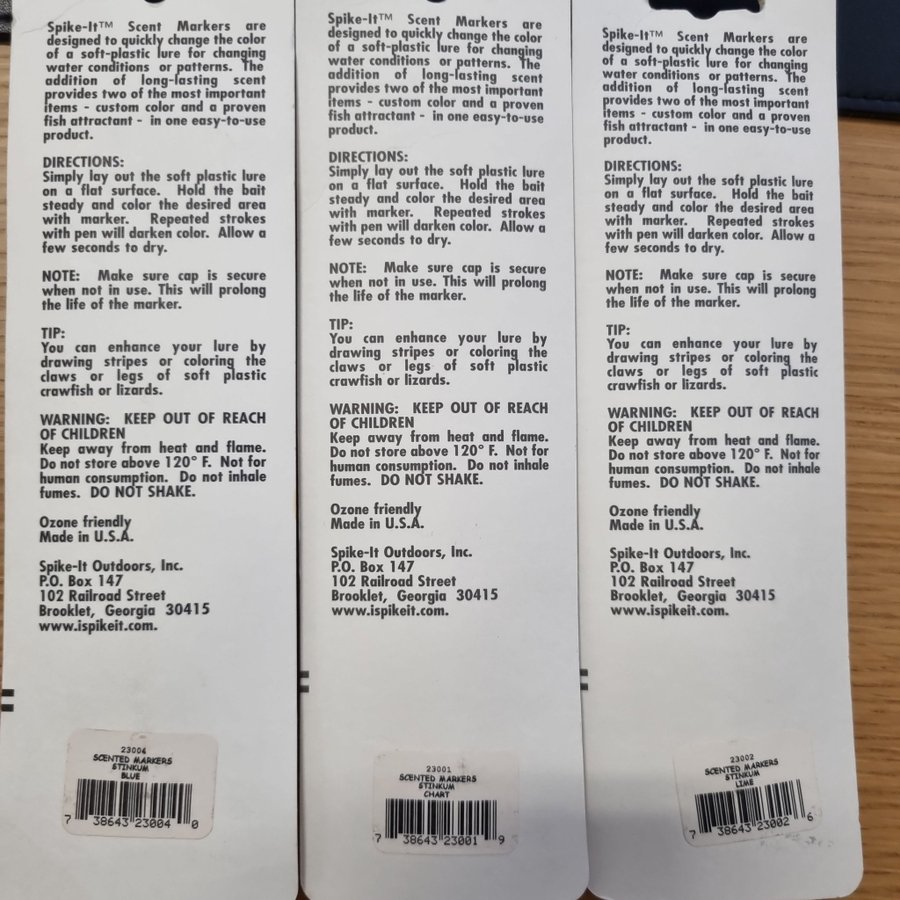 Spike-It™ Scent Markers are
designed to quickly change the color
of a soft-plastic lure for changing
water conditions or patterns. The
addition of long-lasting scent
provides two of the most important
items - custom color and a proven
fish attractant - in one easy-to-use
product.
DIRECTIONS:
Simply lay out the soft plastic lure
on a flat surface. Hold the bait
steady and color the desired area
with marker. Repeated strokes
with pen will darken color. Allow a
few seconds to dry.
NOTE: Make sure cap is secure
when not in use. This will prolong
the life of the marker.
TIP:
You can enhance your lure by
drawing stripes or coloring the
claws or legs of soft plastic
crawfish or lizards.
WARNING: KEEP OUT OF REACH
OF CHILDREN
Keep away from heat and flame.
Do not store above 120° F. Not for
human consumption. Do not inhale
fumes. DO NOT SHAKE.
Ozone friendly
Made in U.S.A.
Spike-It Outdoors, Inc.
P.O. Box 147
102 Railroad Street
Brooklet, Georgia 30415
www.ispikeit.com.
23004
SCENTED MARKERS
STINKUM
BLUE
7 38643 23004 0
Spike-It™ Scent Markers are
designed to quickly change the color
of a soft-plastic lure for changing
water conditions or patterns. The
addition of long-lasting scent
provides two of the most important
items - custom color and a proven
fish attractant - in one easy-to-use
product.
DIRECTIONS:
Simply lay out the soft plastic lure
on a flat surface. Hold the bait
steady and color the desired area
with marker. Repeated strokes
with pen will darken color. Allow a
few seconds to dry.
NOTE: Make sure cap is secure
when not in use. This will prolong
the life of the marker.
TIP:
You can enhance your lure by
drawing stripes or coloring the
claws or legs of soft plastic
crawfish or lizards.
WARNING: KEEP OUT OF REACH
OF CHILDREN
Keep away from heat and flame.
Do not store above 120° F. Not for
human consumption. Do not inhale
fumes. DO NOT SHAKE.
Ozone friendly
Made in U.S.A.
Spike-It Outdoors, Inc.
P.O. Box 147
102 Railroad Street
Brooklet, Georgia 30415
www.ispikeit.com.
23001
SCENTED MARKERS
STINKUM
CHART
7 38643 23001 9
Spike-It™ Scent Markers are
designed to quickly change the color
of a soft-plastic lure for changing
water conditions or patterns. The
addition of long-lasting scent
provides two of the most important
items - custom color and a proven
fish attractant - in one easy-to-use
product.
DIRECTIONS:
Simply lay out the soft plastic lure
on a flat surface. Hold the bait
steady and color the desired area
with marker. Repeated strokes
with pen will darken color. Allow a
few seconds to dry.
NOTE: Make sure cap is secure
when not in use. This will prolong
the life of the marker.
TIP:
You can enhance your lure by
drawing stripes or coloring the
claws or legs of soft plastic
crawfish or lizards.
WARNING: KEEP OUT OF REACH
OF CHILDREN
Keep away from heat and flame.
Do not store above 120° F. Not for
human consumption. Do not inhale
fumes. DO NOT SHAKE.
Ozone friendly
Made in U.S.A.
Spike-It Outdoors, Inc.
P.O. Box 147
102 Railroad Street
Brooklet, Georgia 30415
www.ispikeit.com.
23002
SCENTED MARKERS
STINKUM
LIME
7 38643 23002 6